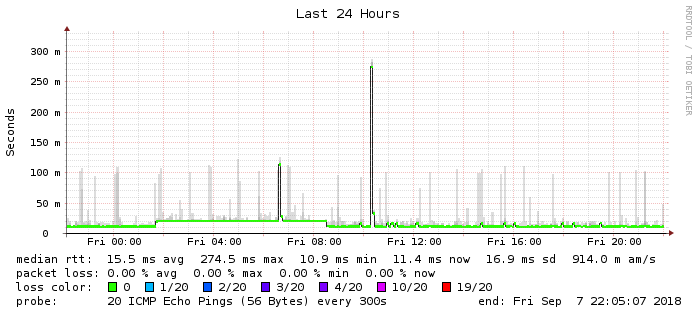 Last 24 Hours
RRDTOOL / TOBI OETIKER
Seconds
300 m
250 m
200 m
150 m
100 m
50 m
0
Fri 00:00 Fri 04:00 Fri 08:00 Fri 12:00 Fri 16:00 Fri 20:00
median rtt: 15.5 ms avg 274.5 ms max 10.9 ms min 11.4 ms now 16.9 ms sd 914.0 m am/s
packet loss: 0.00 % avg 0.00 % max 0.00 % min 0.00 % now
loss color: 0 1/20 2/20 3/20 4/20 10/20 19/20
probe: 20 ICMP Echo Pings (56 Bytes) every 300s end: Fri Sep 7 22:05:07 2018